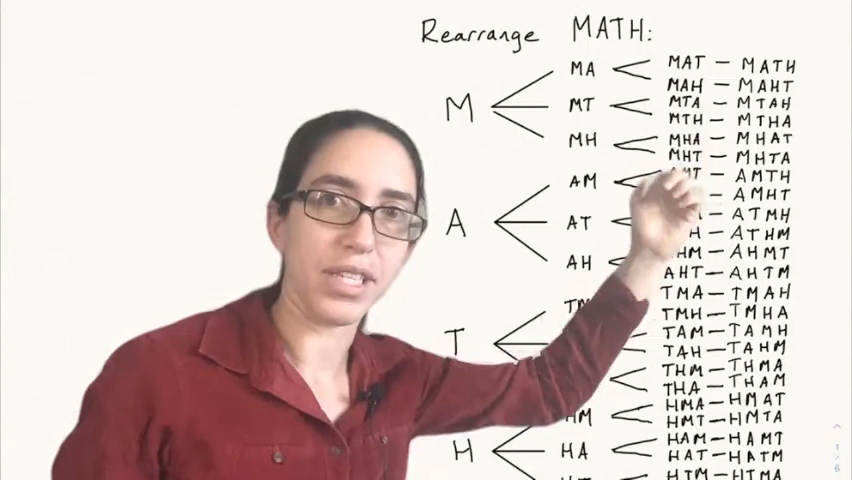 Rearrange MATH:
MA MAT – MATH
MAH – MAHT
M MT MTA – MTAH
MTH – MTHA
MH MHA – MHAT
MHT – MHTA
AM – AMTH
– AMHT
A AT – ATMH
– ATHM
AH – AHMT
AHT – AHTM
TMA – TMAH
TMH – TMHA
TAM – TAMH
T TAH – TAHM
THM – THMA
THA – THAM
HMA – HMAT
HM HMT – HMTA
HAM – HAMT
H HA HAT – HATM
HTM – HTMA
1/6